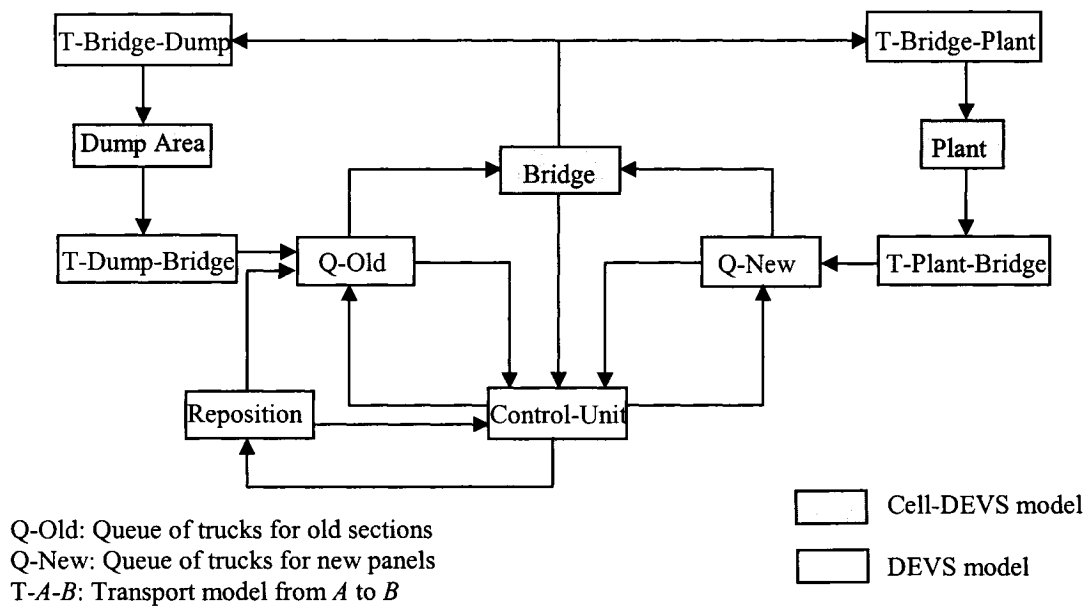 T-Bridge-Dump
T-Bridge-Plant
Dump Area
Bridge
Plant
T-Dump-Bridge
Q-Old
Q-New
T-Plant-Bridge
Reposition
Control-Unit
Q-Old: Queue of trucks for old sections
Q-New: Queue of trucks for new panels
T-A-B: Transport model from A to B
Cell-DEVS model
DEVS model